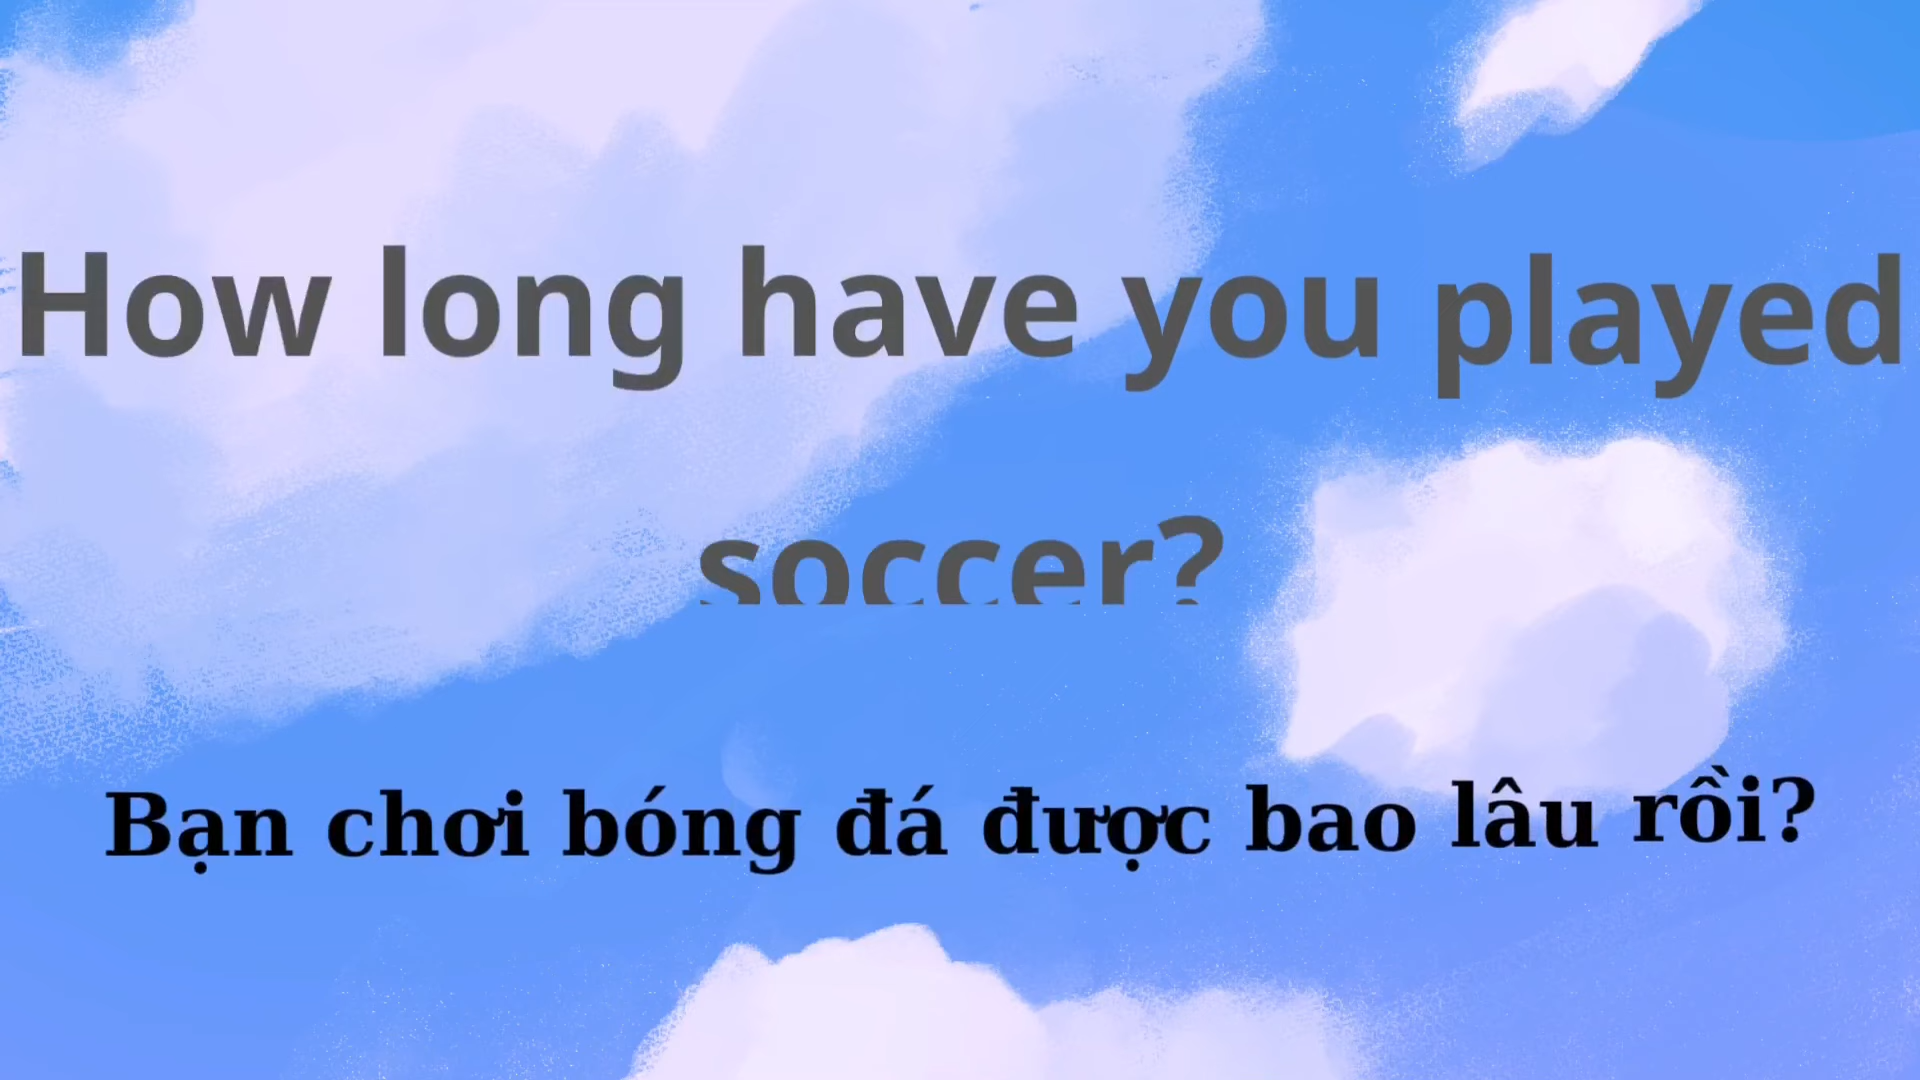 How long have you played
soccer?
Bạn chơi bóng đá được bao lâu rồi?